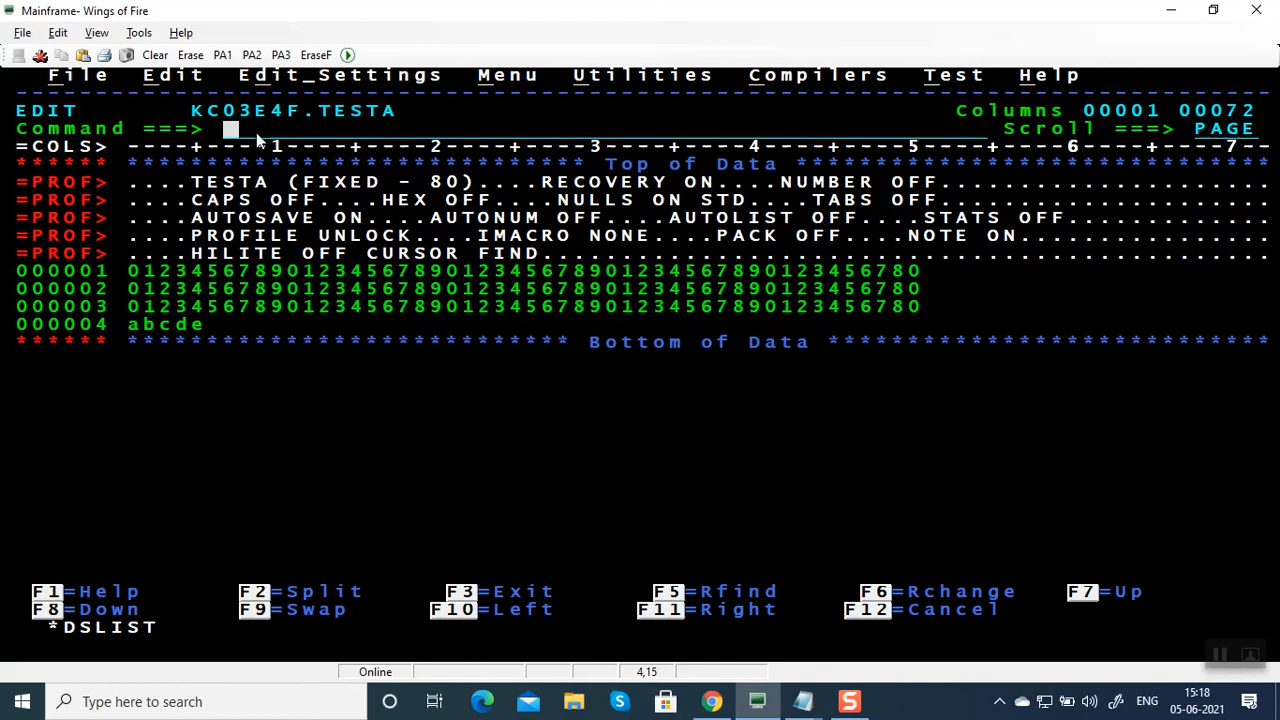 Mainframe- Wings of Fire
File Edit View Tools Help
Clear Erase PA1 PA2 PA3 EraseF
File Edit Edit_Settings Menu Utilities Compilers Test Help
EDIT KC03E4F.TESTA Columns 00001 00072
Command ===> Scroll ===> PAGE
=COLS> ----+----1----+----2----+----3----+----4----+----5----+----6----+----7--
****** ***************************** Top of Data ******************************
=PROF> ....TESTA (FIXED - 80)....RECOVERY ON....NUMBER OFF.....................
=PROF> ....CAPS OFF....HEX OFF....NULLS ON STD....TABS OFF.....................
=PROF> ....AUTOSAVE ON....AUTONUM OFF....AUTOLIST OFF....STATS OFF.............
=PROF> ....PROFILE UNLOCK....IMACRO NONE....PACK OFF....NOTE ON................
=PROF> ....HILITE OFF CURSOR FIND..............................................
000001 01234567890123456789012345678901234567890123456780
000002 01234567890123456789012345678901234567890123456780
000003 01234567890123456789012345678901234567890123456780
000004 abcde
****** **************************** Bottom of Data ****************************
F1=Help F2=Split F3=Exit F5=Rfind F6=Rchange F7=Up
F8=Down F9=Swap F10=Left F11=Right F12=Cancel
*DSLIST
Online 4,15
Type here to search ENG 15:18
05-06-2021